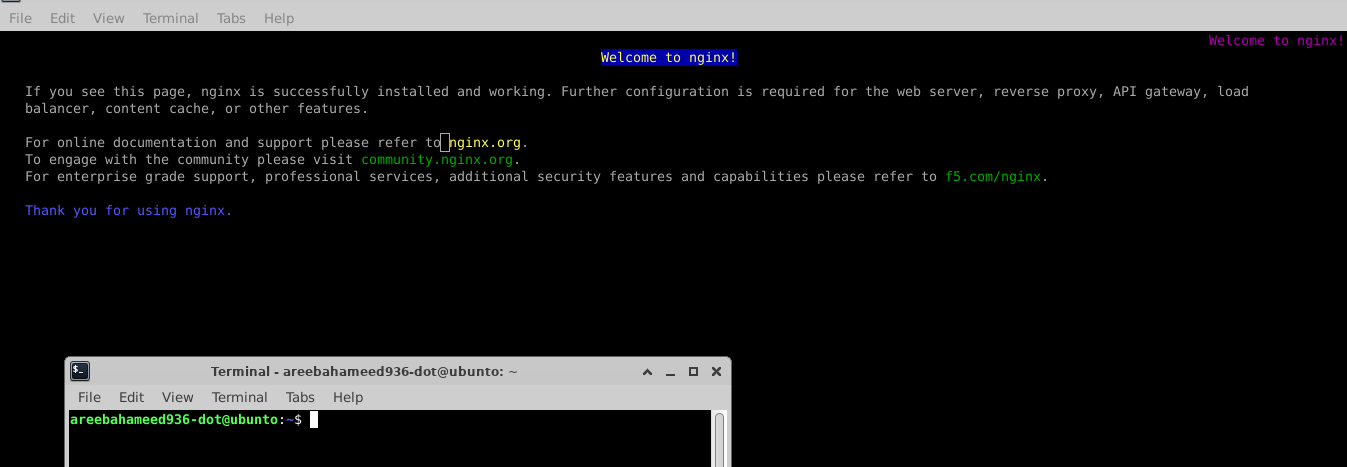 File Edit View Terminal Tabs Help
Welcome to nginx!
Welcome to nginx!
If you see this page, nginx is successfully installed and working. Further configuration is required for the web server, reverse proxy, API gateway, load
balancer, content cache, or other features.
For online documentation and support please refer to nginx.org.
To engage with the community please visit community.nginx.org.
For enterprise grade support, professional services, additional security features and capabilities please refer to f5.com/nginx.
Thank you for using nginx.
Terminal - areebahameed936-dot@ubunto: ~
File Edit View Terminal Tabs Help
areebahameed936-dot@ubunto:~$